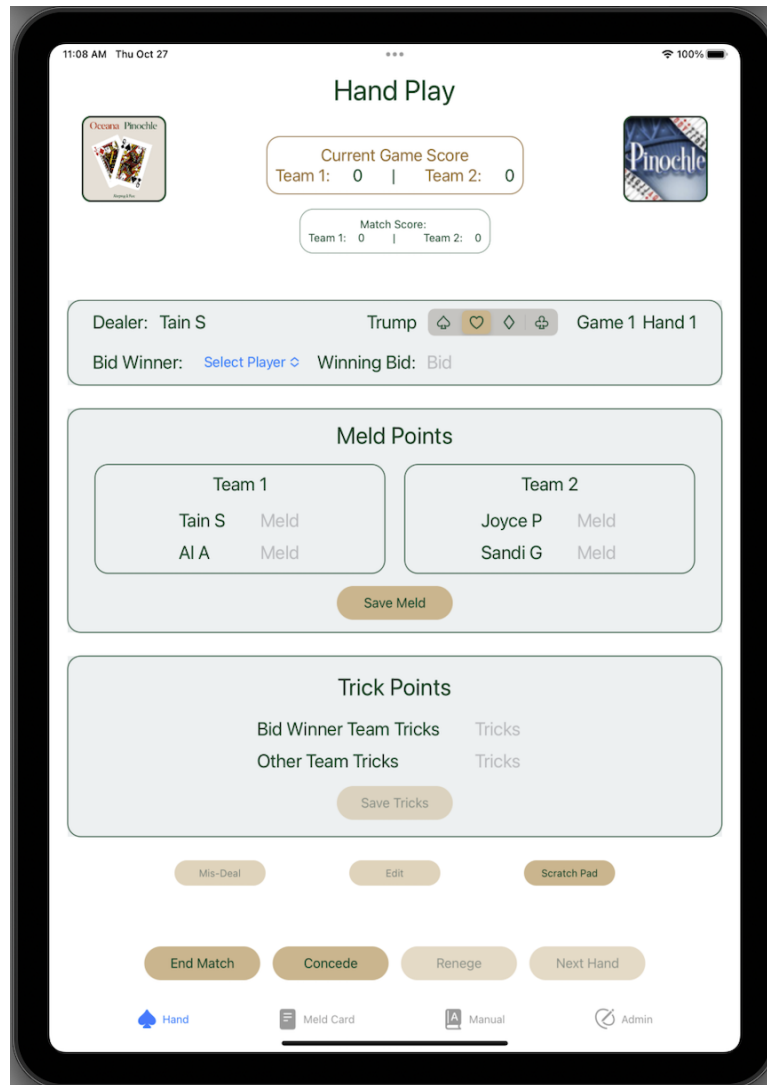 11:08 AM Thu Oct 27
100%
Hand Play
Oceana Pinochle
Pinochle
Current Game Score
Team 1: 0 | Team 2: 0
Match Score:
Team 1: 0 | Team 2: 0
Dealer: Tain S Trump Game 1 Hand 1
Bid Winner: Select Player Winning Bid: Bid
Meld Points
Team 1
Tain S Meld
Al A Meld
Team 2
Joyce P Meld
Sandi G Meld
Save Meld
Trick Points
Bid Winner Team Tricks Tricks
Other Team Tricks Tricks
Save Tricks
Mis-Deal Edit Scratch Pad
End Match Concede Renege Next Hand
Hand Meld Card Manual Admin